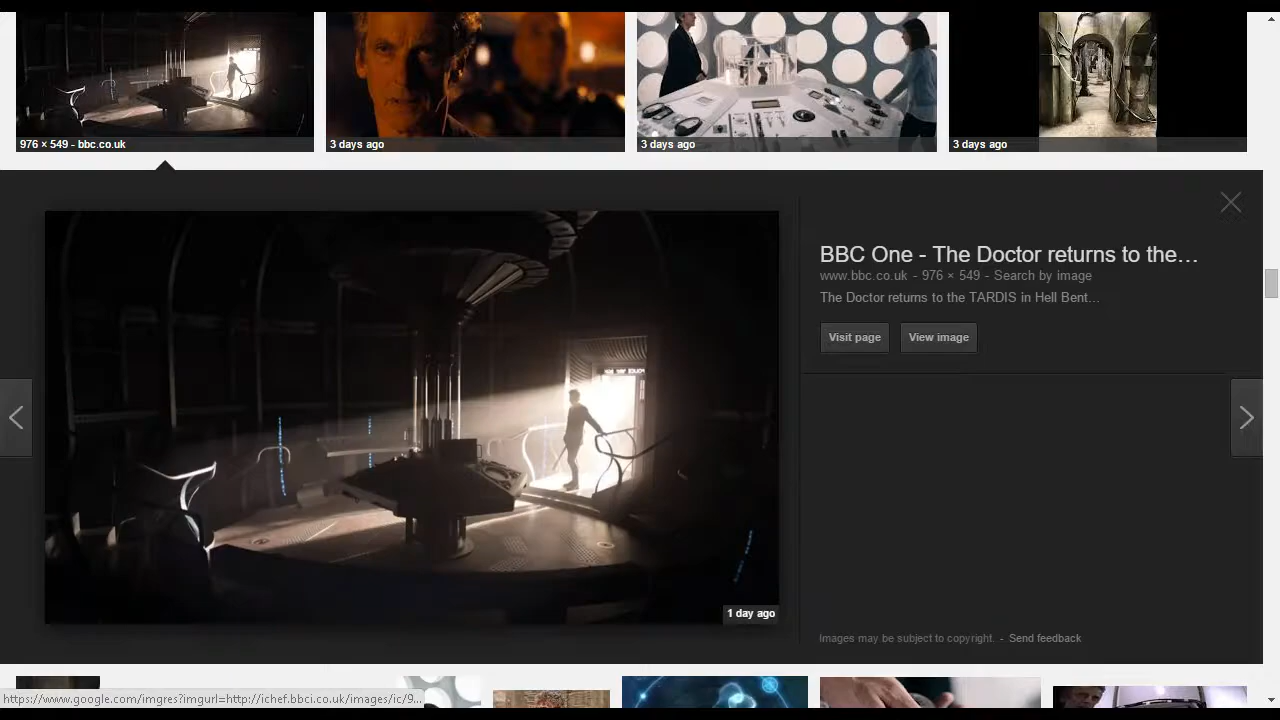 976 × 549 - bbc.co.uk
3 days ago
3 days ago
3 days ago
BBC One - The Doctor returns to the...
www.bbc.co.uk - 976 × 549 - Search by image
The Doctor returns to the TARDIS in Hell Bent...
Visit page
View image
1 day ago
Images may be subject to copyright. - Send feedback
https://www.google.com/imgres?imgurl=http://ichef.bbci.co.uk/images/ic/9...